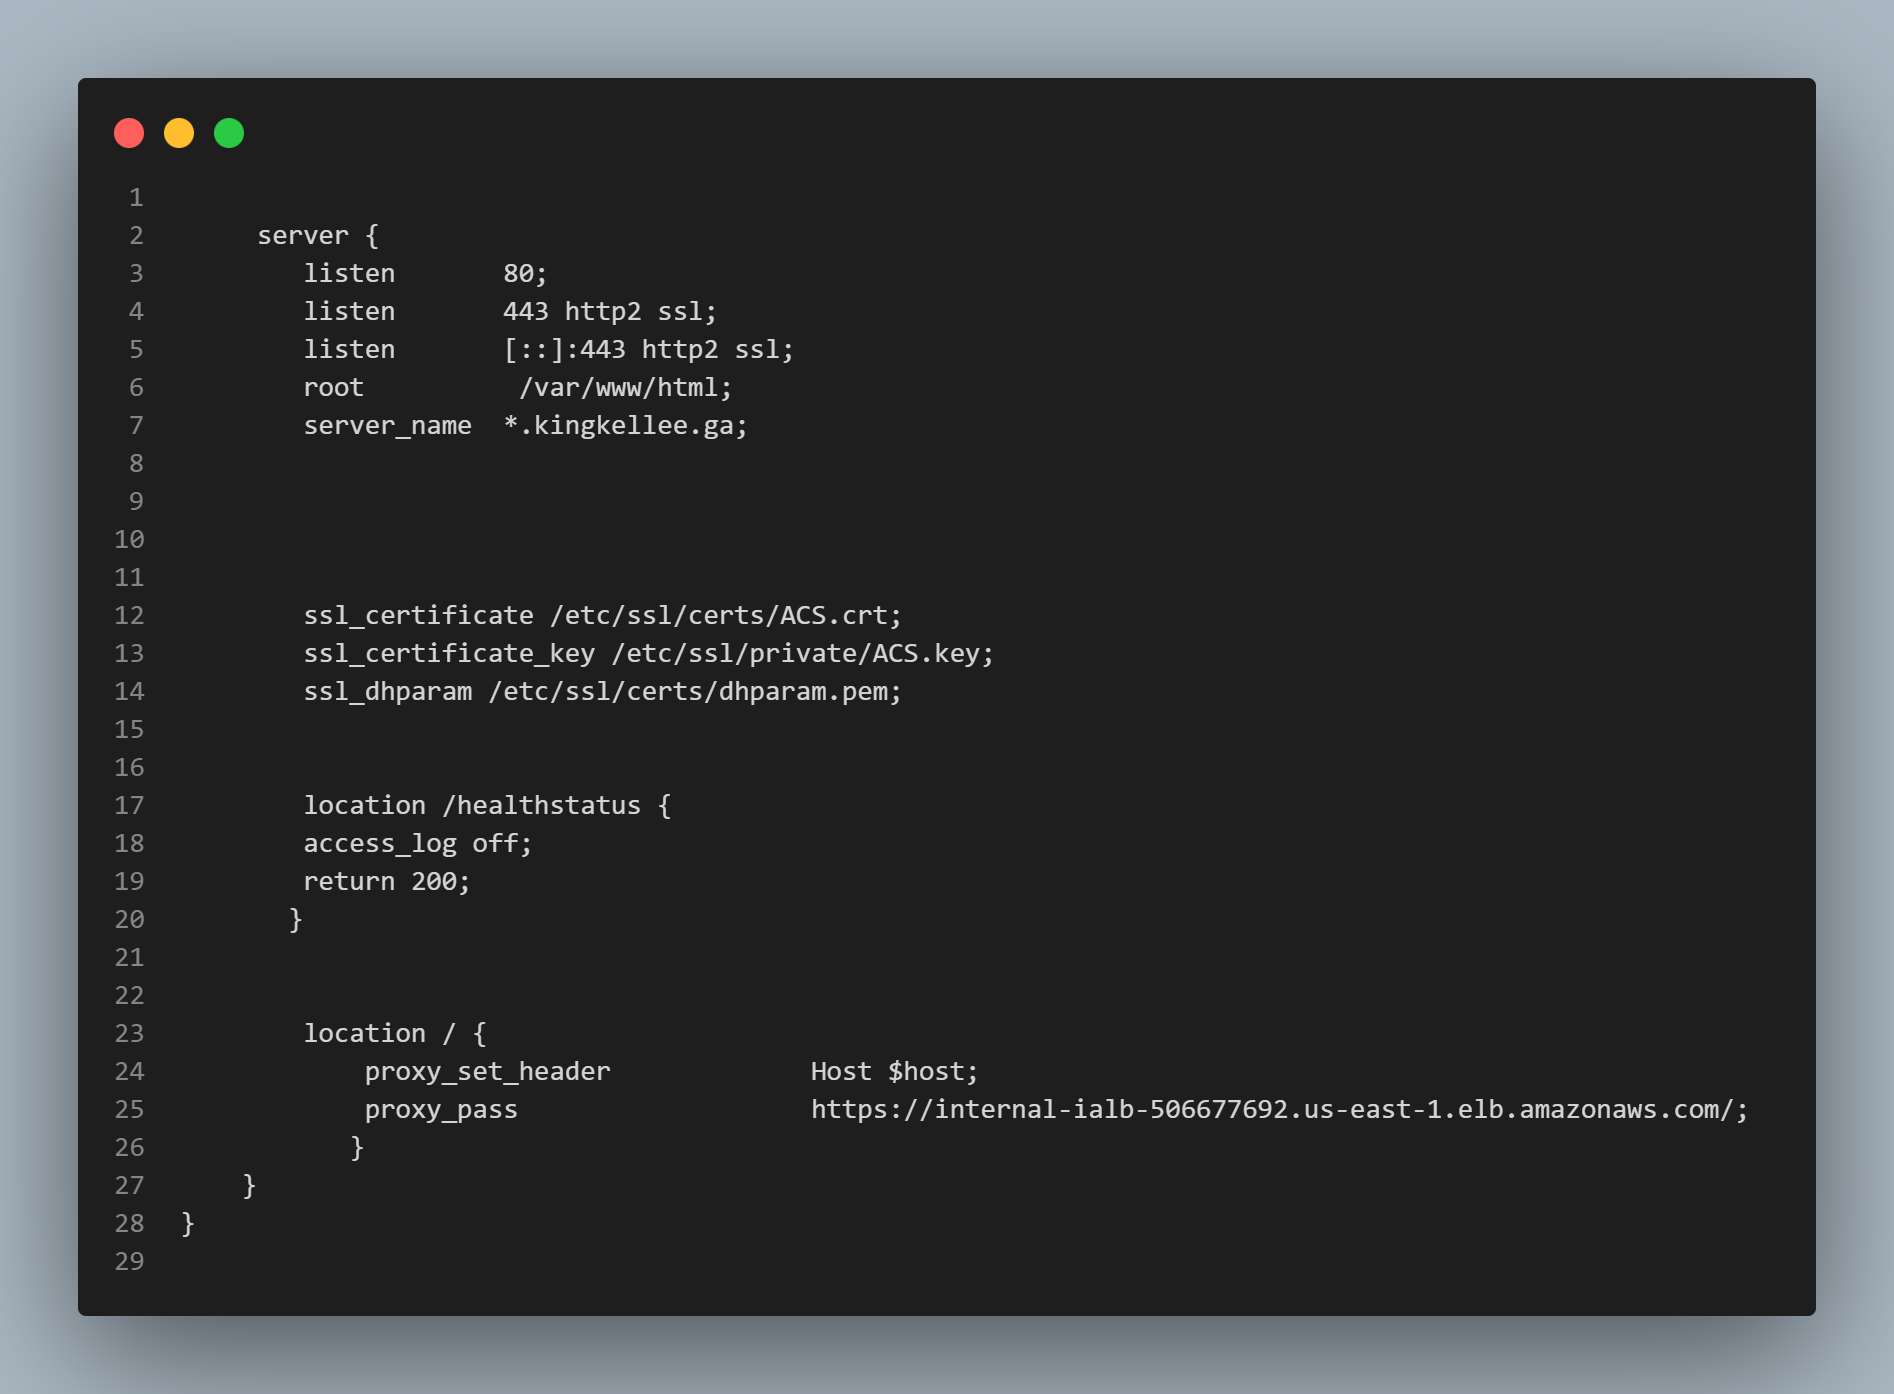 1
2 server {
3 listen 80;
4 listen 443 http2 ssl;
5 listen [::]:443 http2 ssl;
6 root /var/www/html;
7 server_name *.kingkellee.ga;
8
9
10
11
12 ssl_certificate /etc/ssl/certs/ACS.crt;
13 ssl_certificate_key /etc/ssl/private/ACS.key;
14 ssl_dhparam /etc/ssl/certs/dhparam.pem;
15
16
17 location /healthstatus {
18 access_log off;
19 return 200;
20 }
21
22
23 location / {
24 proxy_set_header Host $host;
25 proxy_pass https://internal-ialb-506677692.us-east-1.elb.amazonaws.com/;
26 }
27 }
28 }
29